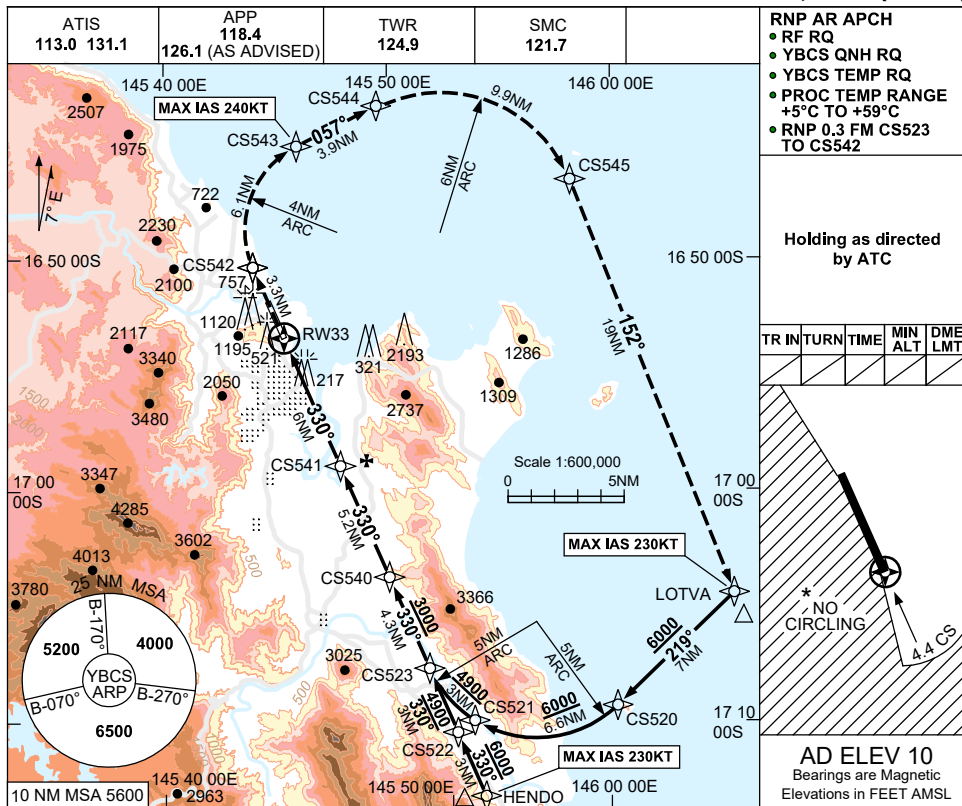 ATIS
113.0 131.1
APP
118.4
126.1 (AS ADVISED)
TWR
124.9
SMC
121.7
RNP AR APCH
• RF RQ
• YBCS QNH RQ
• YBCS TEMP RQ
• PROC TEMP RANGE
+5°C TO +59°C
• RNP 0.3 FM CS523
TO CS542
Holding as directed
by ATC
TR IN TURN TIME MIN ALT DME LMT
145 40 00E
145 50 00E
146 00 00E
2507
1975
MAX IAS 240KT
CS544
CS543
057°
3.9NM
9.9NM
6NM
ARC
CS545
7° E
722
6.1NM
4NM
ARC
2230
2100
16 50 00S
16 50
00S
CS542
757
3.3NM
1120
1195
521
RW33
217
321
2193
2737
1286
1309
152°
19NM
2117
3340
3480
2050
1500
2000
330°
6NM
Scale 1:600,000
0 5NM
CS541
17 00
00S
17 00
00S
3347
4285
3602
500
330°
5.2NM
4013
3780
25 NM MSA
CS540
MAX IAS 230KT
LOTVA
3000
330°
4.3NM
3366
6000
219°
7NM
5NM
ARC
5NM
ARC
B-170°
5200
4000
YBCS
ARP
B-070°
B-270°
6500
3025
500
CS523
4900
3NM
CS521
6000
6.6NM
CS520
4900
330°
3NM
CS522
17 10
00S
1000
6000
330°
3NM
MAX IAS 230KT
HENDO
10 NM MSA 5600
145 40 00E
2963
145 50 00E
146 00 00E
* NO
CIRCLING
4.4 CS
AD ELEV 10
Bearings are Magnetic
Elevations in FEET AMSL